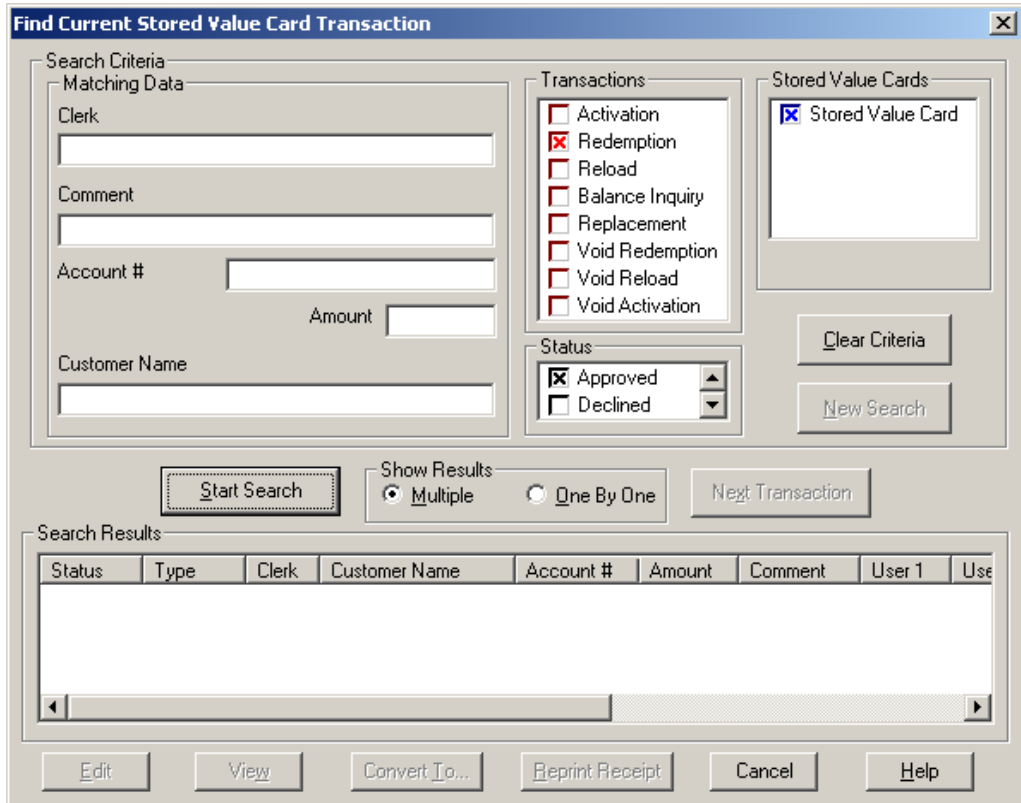 Find Current Stored Value Card Transaction
Search Criteria
Matching Data
Clerk
Comment
Account #
Amount
Customer Name
Transactions
Activation
Redemption
Reload
Balance Inquiry
Replacement
Void Redemption
Void Reload
Void Activation
Status
Approved
Declined
Stored Value Cards
Stored Value Card
Clear Criteria
New Search
Start Search
Show Results
Multiple
One By One
Next Transaction
Search Results
Status Type Clerk Customer Name Account # Amount Comment User 1 Use
Edit View Convert To... Reprint Receipt Cancel Help